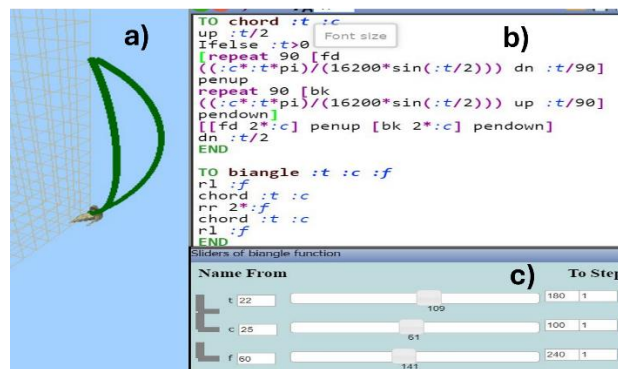 a)
b)
c)
TO chord :t :c
up :t/2
Ifelse :t>0
Font size
[repeat 90 [fd
((:c*:t*pi)/(16200*sin(:t/2))) dn :t/90]
penup
repeat 90 [bk
((:c*:t*pi)/(16200*sin(:t/2))) up :t/90]
pendown]
[[fd 2*:c] penup [bk 2*:c] pendown]
dn :t/2
END
TO biangle :t :c :f
rl :f
chord :t :c
rr 2*:f
chord :t :c
rl :f
END
Sliders of biangle function
Name From To Step
t 22 109 180 1
c 25 61 100 1
f 60 141 240 1